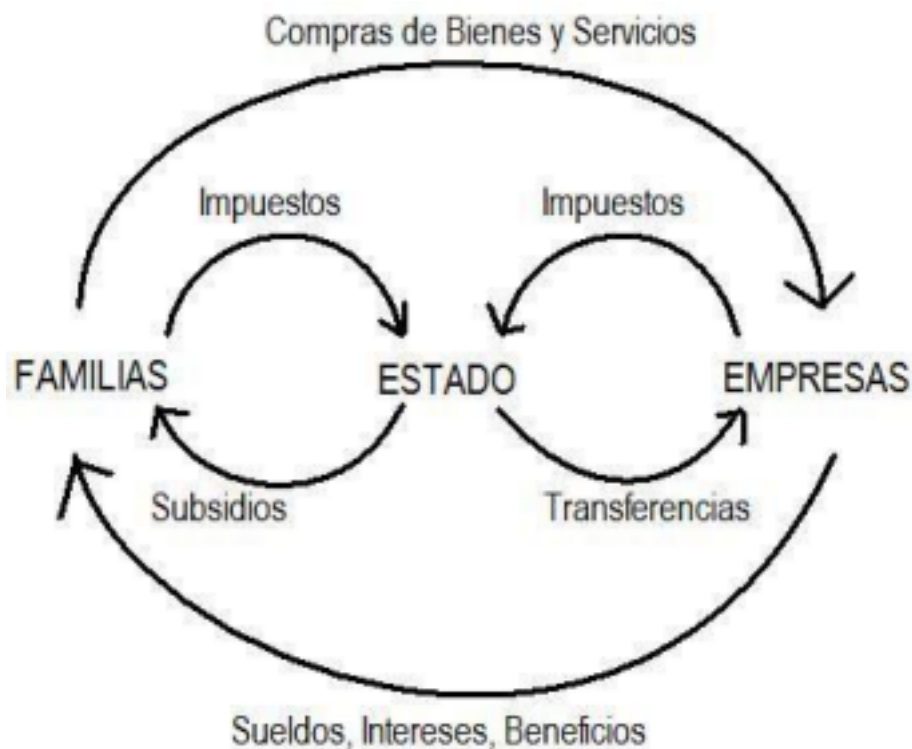 Compras de Bienes y Servicios
Impuestos
Impuestos
FAMILIAS
ESTADO
EMPRESAS
Subsidios
Transferencias
Sueldos, Intereses, Beneficios